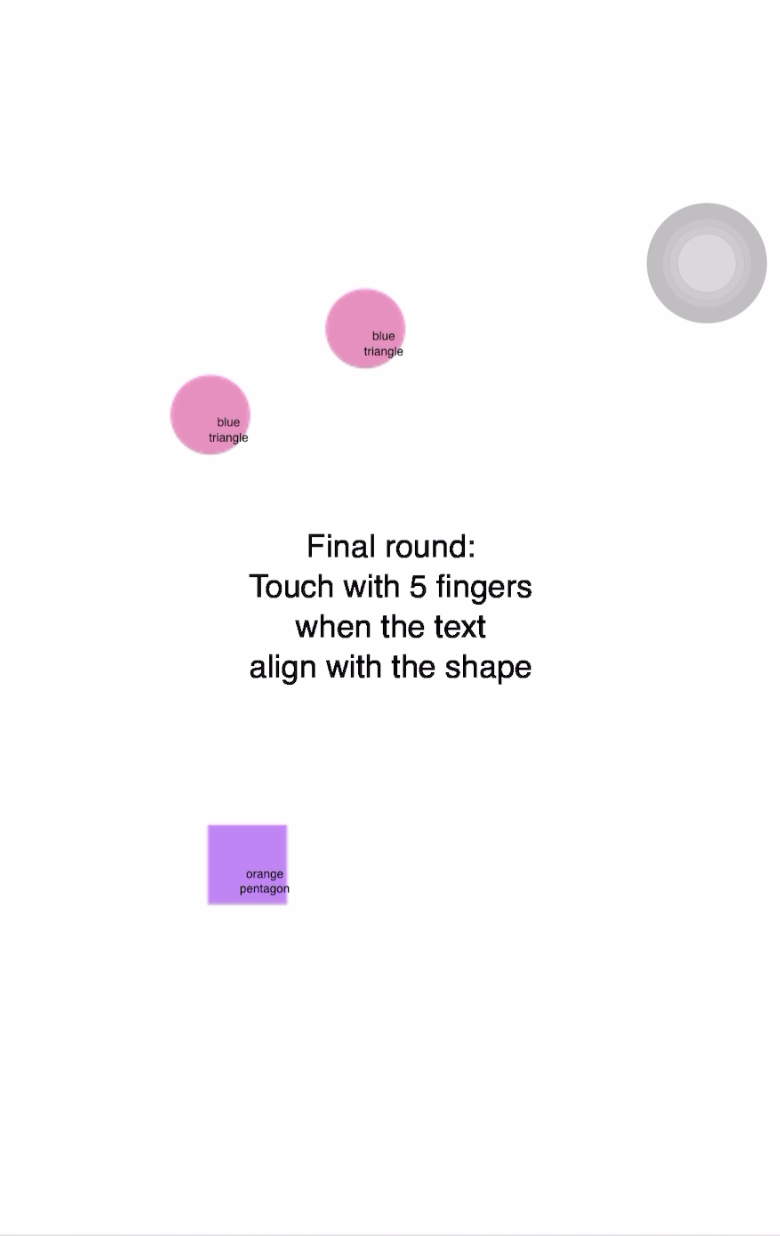 blue
triangle
blue
triangle
Final round:
Touch with 5 fingers
when the text
align with the shape
orange
pentagon